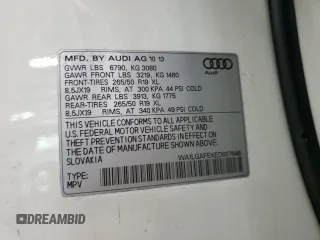 MFD. BY AUDI AG 10 13
GVWR LBS 6790, KG 3080
GAWR FRONT LBS 3219, KG 1460
FRONT-TIRES 265/50 R19 XL
8,5JX19 RIMS, AT 300 KPA 44 PSI COLD
GAWR REAR LBS 3913, KG 1775
REAR-TIRES 265/50 R19 XL
8,5JX19 RIMS, AT 340 KPA 49 PSI COLD
Audi
THIS VEHICLE CONFORMS TO ALL APPLICABLE
U.S. FEDERAL MOTOR VEHICLE SAFETY AND
THEFT PREVENTION STANDARDS IN EFFECT ON
THE DATE OF MANUFACTURE SHOWN ABOVE.
SLOVAKIA
TYPE:
MPV
DREAMBID
OTOBID.COM